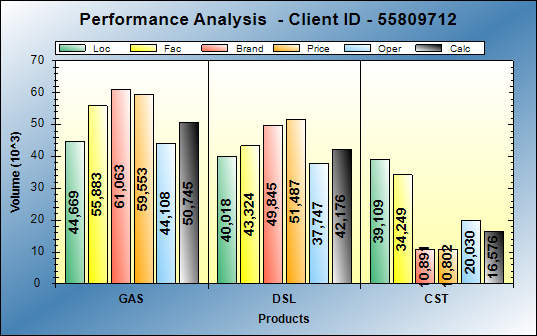 Performance Analysis - Client ID - 55809712
Loc Fac Brand Price Oper Calc
Volume (10^3)
70
60
50
40
30
20
10
0
44,669 55,883 61,063 59,553 44,108 50,745
40,018 43,324 49,845 51,487 37,747 42,176
39,109 34,249 10,891 10,802 20,030 16,576
GAS DSL CST
Products